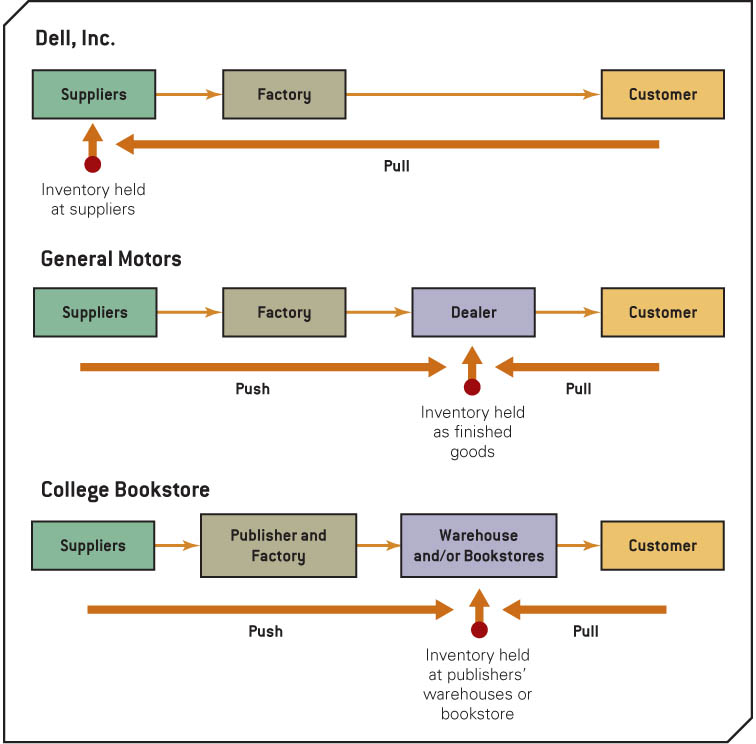 Dell, Inc.
Suppliers
Factory
Customer
Pull
Inventory held
at suppliers
General Motors
Suppliers
Factory
Dealer
Customer
Push
Pull
Inventory held
as finished
goods
College Bookstore
Suppliers
Publisher and
Factory
Warehouse
and/or Bookstores
Customer
Push
Pull
Inventory held
at publishers’
warehouses or
bookstore